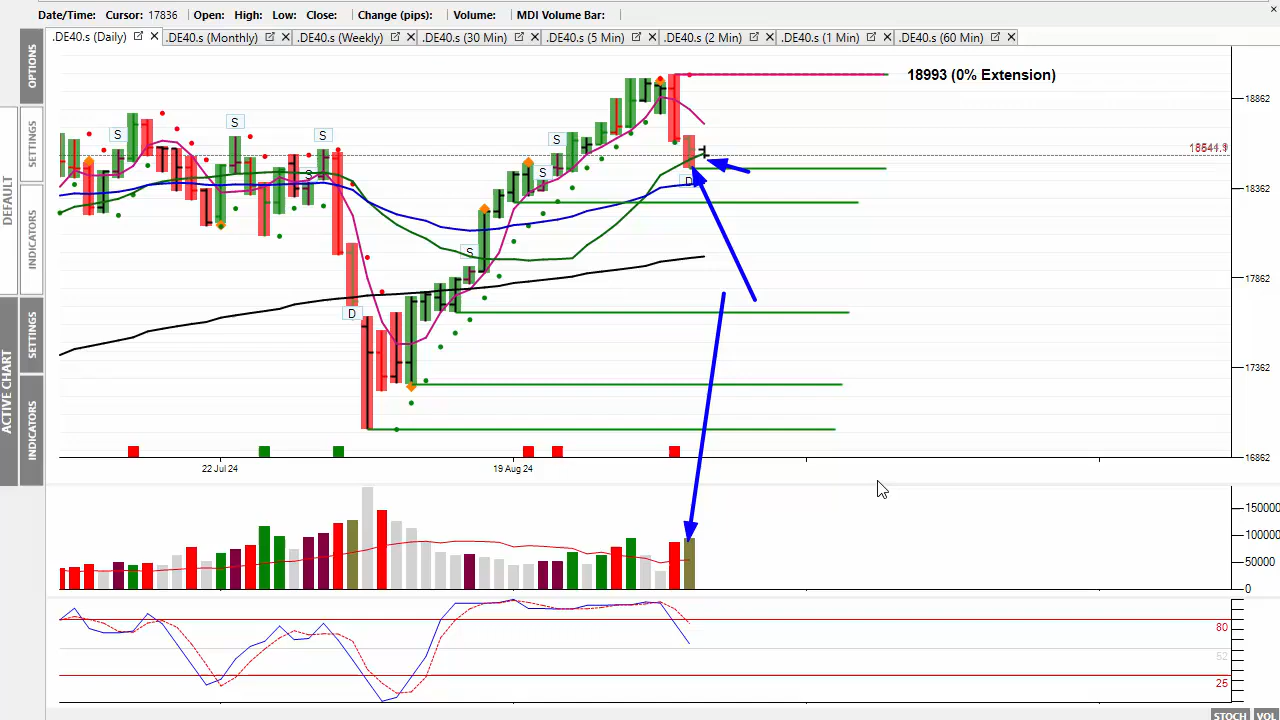 Date/Time: Cursor: 17836 Open: High: Low: Close: Change (pips): Volume: MDI Volume Bar:
.DE40.s (Daily) .DE40.s (Monthly) .DE40.s (Weekly) .DE40.s (30 Min) .DE40.s (5 Min) .DE40.s (2 Min) .DE40.s (1 Min) .DE40.s (60 Min)
OPTIONS
SETTINGS
INDICATORS
DEFAULT
SETTINGS
INDICATORS
ACTIVE CHART
18993 (0% Extension)
18862
18362
17862
17362
16862
S
S
S
S
S
S
S
D
D
22 Jul 24
19 Aug 24
150000
100000
50000
0
80
52
25
STOCH
VOL